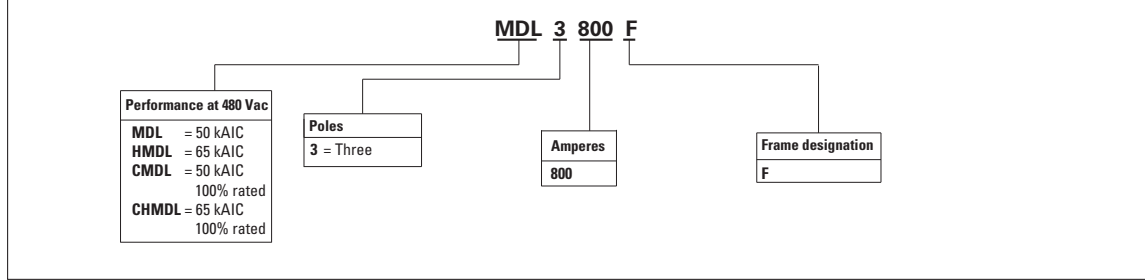 MDL 3 800 F
Performance at 480 Vac
MDL = 50 kAIC
HMDL = 65 kAIC
CMDL = 50 kAIC
100% rated
CHMDL = 65 kAIC
100% rated
Poles
3 = Three
Amperes
800
Frame designation
F